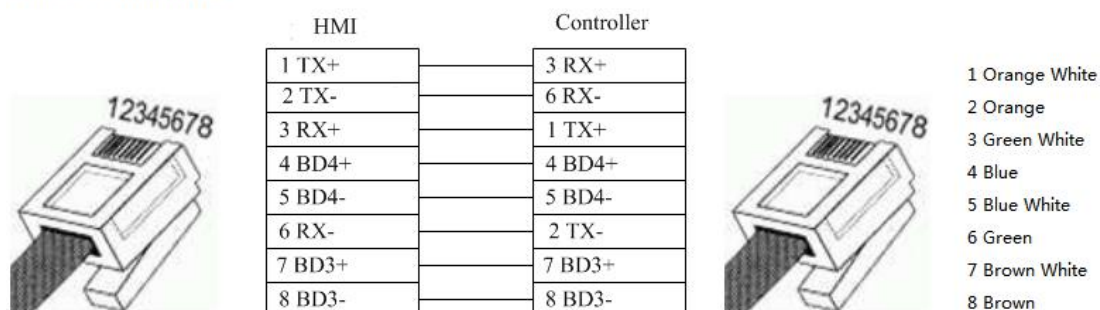 HMI
Controller
1 TX+
3 RX+
2 TX-
6 RX-
3 RX+
1 TX+
4 BD4+
4 BD4+
5 BD4-
5 BD4-
6 RX-
2 TX-
7 BD3+
7 BD3+
8 BD3-
8 BD3-
12345678
12345678
1 Orange White
2 Orange
3 Green White
4 Blue
5 Blue White
6 Green
7 Brown White
8 Brown